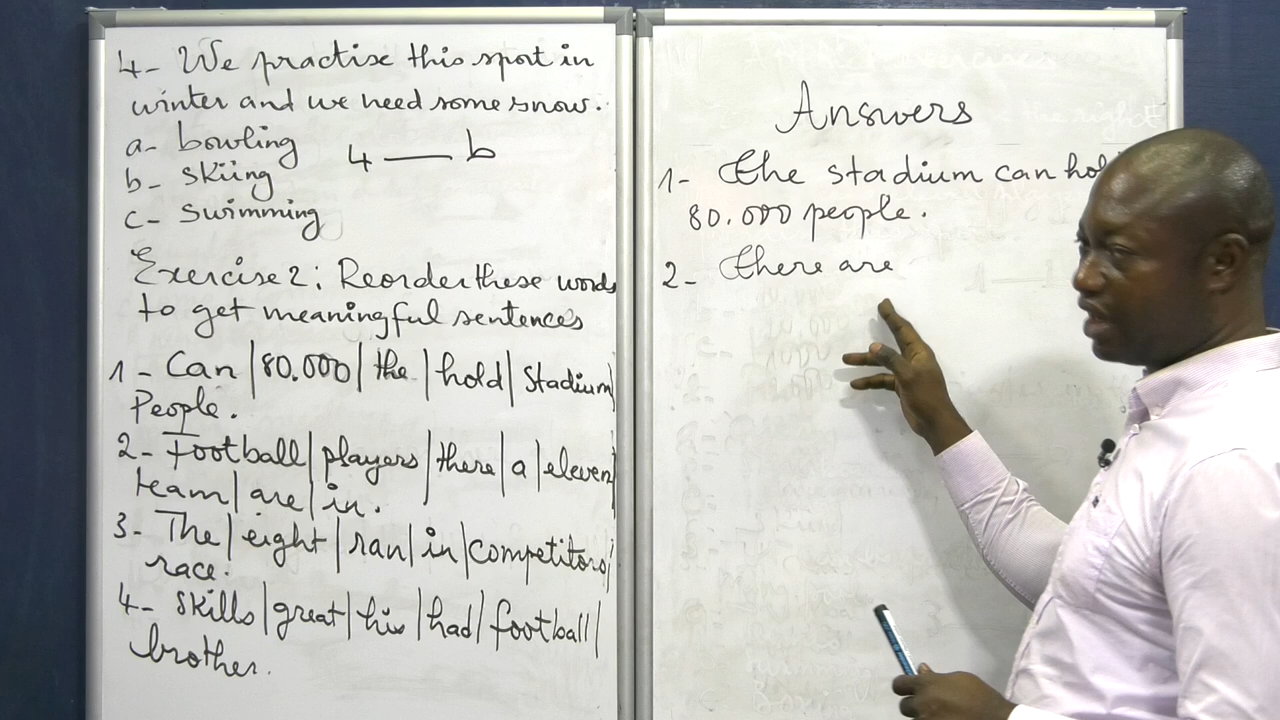 4- We practise this sport in
winter and we need some snow.
a- bowling
4 — b
b- skiing
c- swimming
Exercise 2: Reorder these words
to get meaningful sentences
1- Can | 80.000 | the | hold | Stadium |
People.
2- Football | players | there | a | eleven |
team | are | in.
3- The | eight | ran | in | competitors |
race.
4- Skills | great | his | had | football |
brother.
Answers
1- The stadium can hol
80.000 people.
2- There are